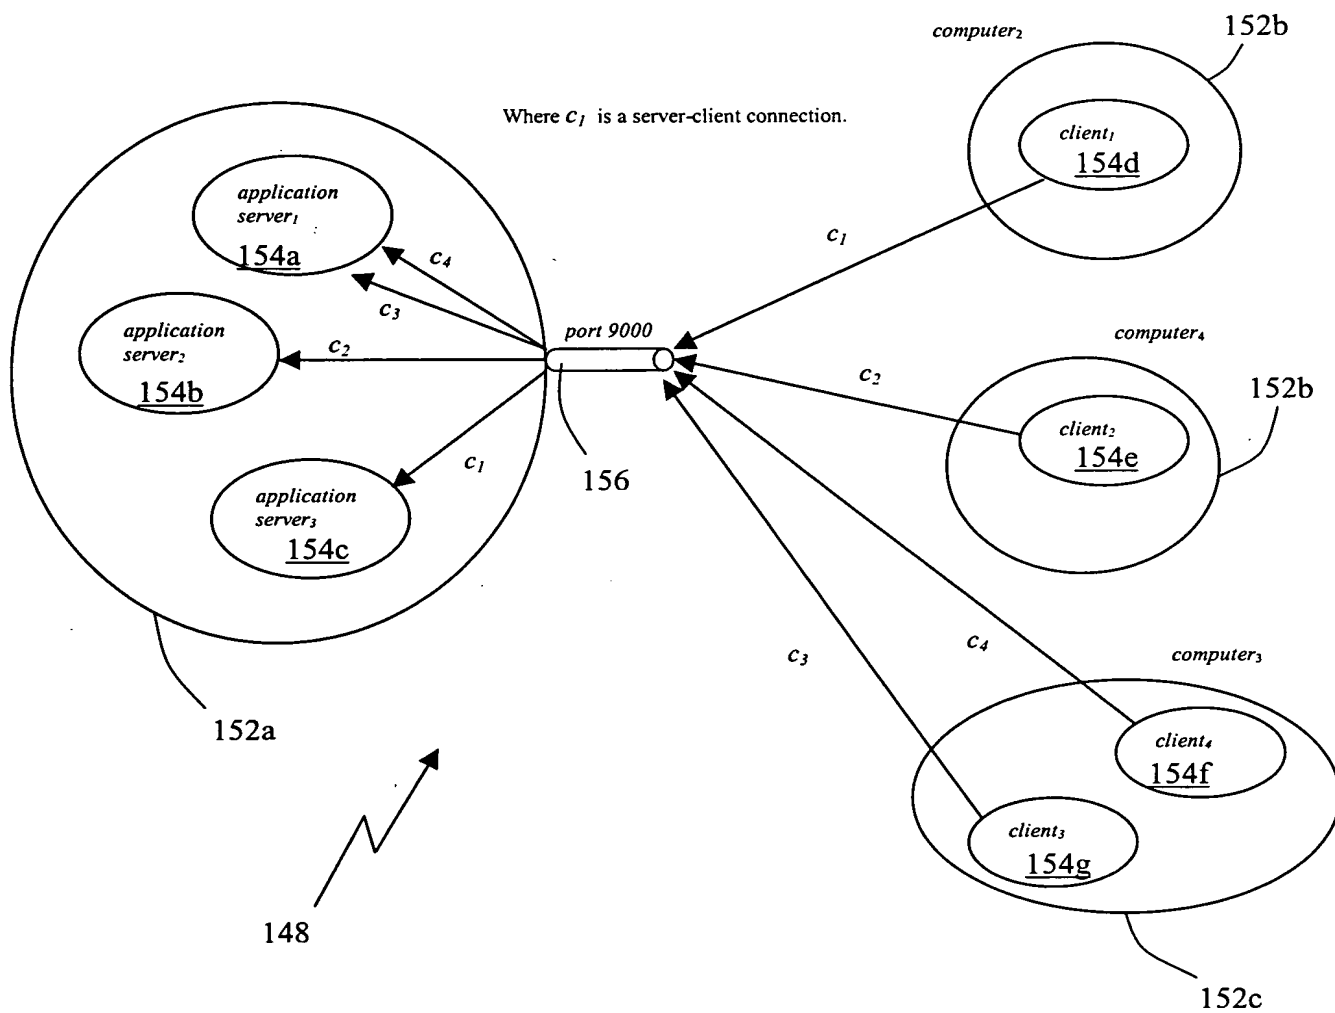 computer₂
152b
Where c₁ is a server-client connection.
client₁
154d
application
server₁
154a
c₄
c₃
c₁
port 9000
computer₄
application
server₂
154b
c₂
c₂
client₂
154e
152b
c₁
156
application
server₃
154c
c₃
c₄
computer₃
152a
client₄
154f
client₃
154g
148
152c